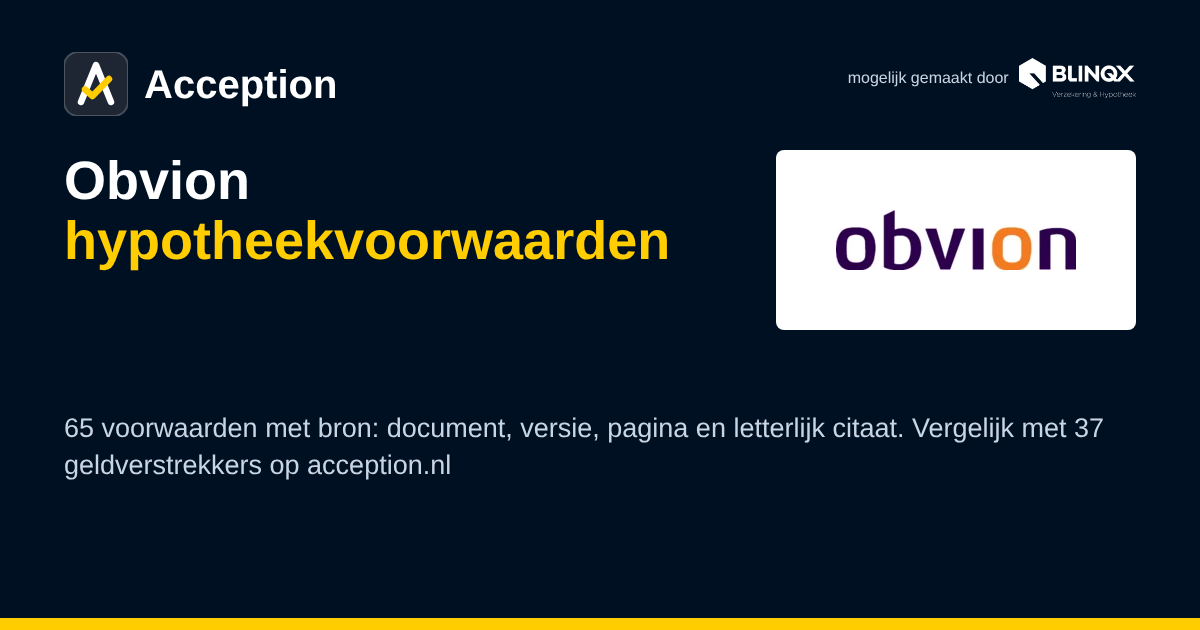 Acception
mogelijk gemaakt door
BLINQX
Verzekering & Hypotheek
Obvion
hypotheekvoorwaarden
obvion
65 voorwaarden met bron: document, versie, pagina en letterlijk citaat. Vergelijk met 37
geldverstrekkers op acception.nl